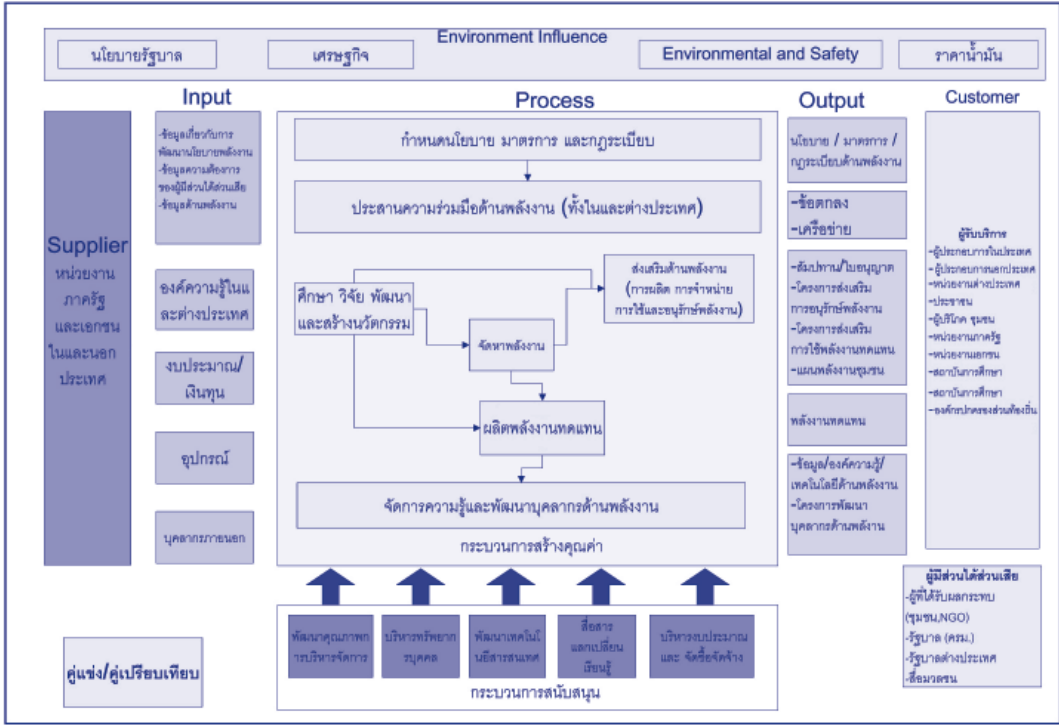 Environment Influence
นโยบายรัฐบาล
เศรษฐกิจ
Environmental and Safety
ราคาน้ำมัน
Supplier
หน่วยงาน
ภาครัฐ
และเอกชน
ในและนอก
ประเทศ
Input
-ข้อมูลเกี่ยวกับการ
พัฒนานโยบายพลังงาน
-ข้อมูลความต้องการ
ของผู้มีส่วนได้ส่วนเสีย
-ข้อมูลด้านพลังงาน
องค์ความรู้ในแ
ละต่างประเทศ
งบประมาณ/
เงินทุน
อุปกรณ์
บุคลากรภายนอก
Process
กำหนดนโยบาย มาตรการ และกฎระเบียบ
ประสานความร่วมมือด้านพลังงาน (ทั้งในและต่างประเทศ)
ศึกษา วิจัย พัฒนา
และสร้างนวัตกรรม
ส่งเสริมด้านพลังงาน
(การผลิต การจำหน่าย
การใช้และอนุรักษ์พลังงาน)
จัดหาพลังงาน
ผลิตพลังงานทดแทน
จัดการความรู้และพัฒนาบุคลากรด้านพลังงาน
กระบวนการสร้างคุณค่า
พัฒนาคุณภาพก
ารบริหารจัดการ
บริหารทรัพยาก
รบุคคล
พัฒนาเทคโนโ
ลยีสารสนเทศ
สื่อสาร
แลกเปลี่ยน
เรียนรู้
บริหารงบประมาณ
และ จัดซื้อจัดจ้าง
กระบวนการสนับสนุน
Output
นโยบาย / มาตรการ /
กฎระเบียบด้านพลังงาน
-ข้อตกลง
-เครือข่าย
-สัมปทาน/ใบอนุญาต
-โครงการส่งเสริม
การอนุรักษ์พลังงาน
-โครงการส่งเสริม
การใช้พลังงานทดแทน
-แผนพลังงานชุมชน
พลังงานทดแทน
-ข้อมูล/องค์ความรู้/
เทคโนโลยีด้านพลังงาน
-โครงการพัฒนา
บุคลากรด้านพลังงาน
Customer
ผู้รับบริการ
-ผู้ประกอบการในประเทศ
-ผู้ประกอบการนอกประเทศ
-หน่วยงานต่างประเทศ
-ประชาชน
-ผู้บริโภค ชุมชน
-หน่วยงานภาครัฐ
-หน่วยงานเอกชน
-สถาบันการศึกษา
-สถาบันการศึกษา
-องค์กรปกครองส่วนท้องถิ่น
ผู้มีส่วนได้ส่วนเสีย
-ผู้ที่ได้รับผลกระทบ
(ชุมชน,NGO)
-รัฐบาล (ครม.)
-รัฐบาลต่างประเทศ
-สื่อมวลชน
คู่แข่ง/คู่เปรียบเทียบ